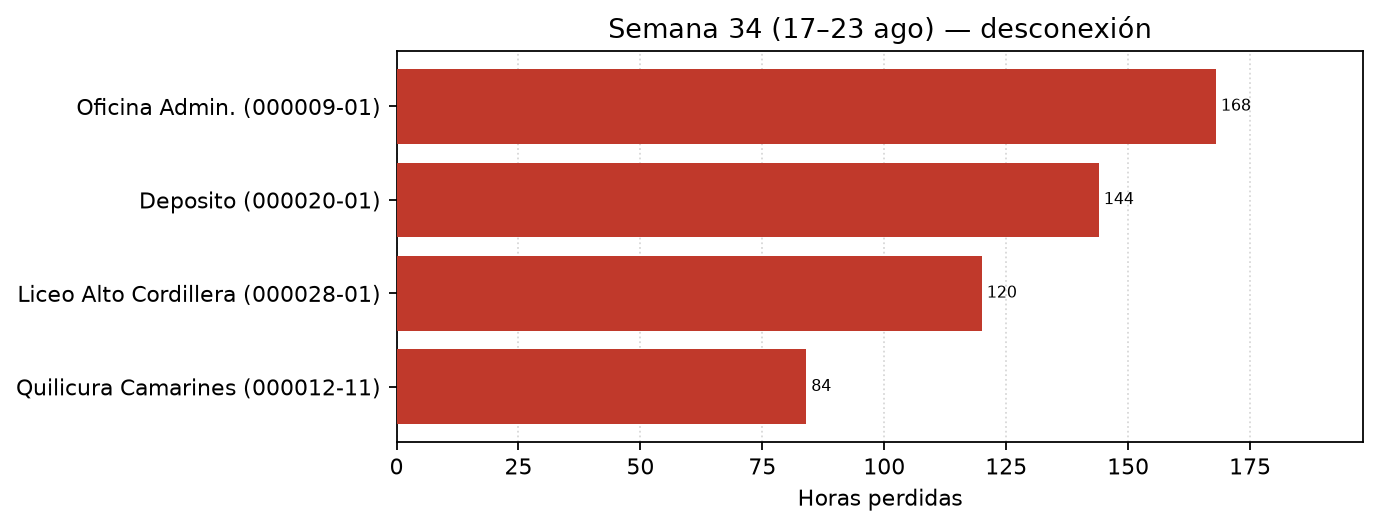 Semana 34 (17–23 ago) — desconexión
Oficina Admin. (000009-01)
168
Deposito (000020-01)
144
Liceo Alto Cordillera (000028-01)
120
Quilicura Camarines (000012-11)
84
0 25 50 75 100 125 150 175
Horas perdidas